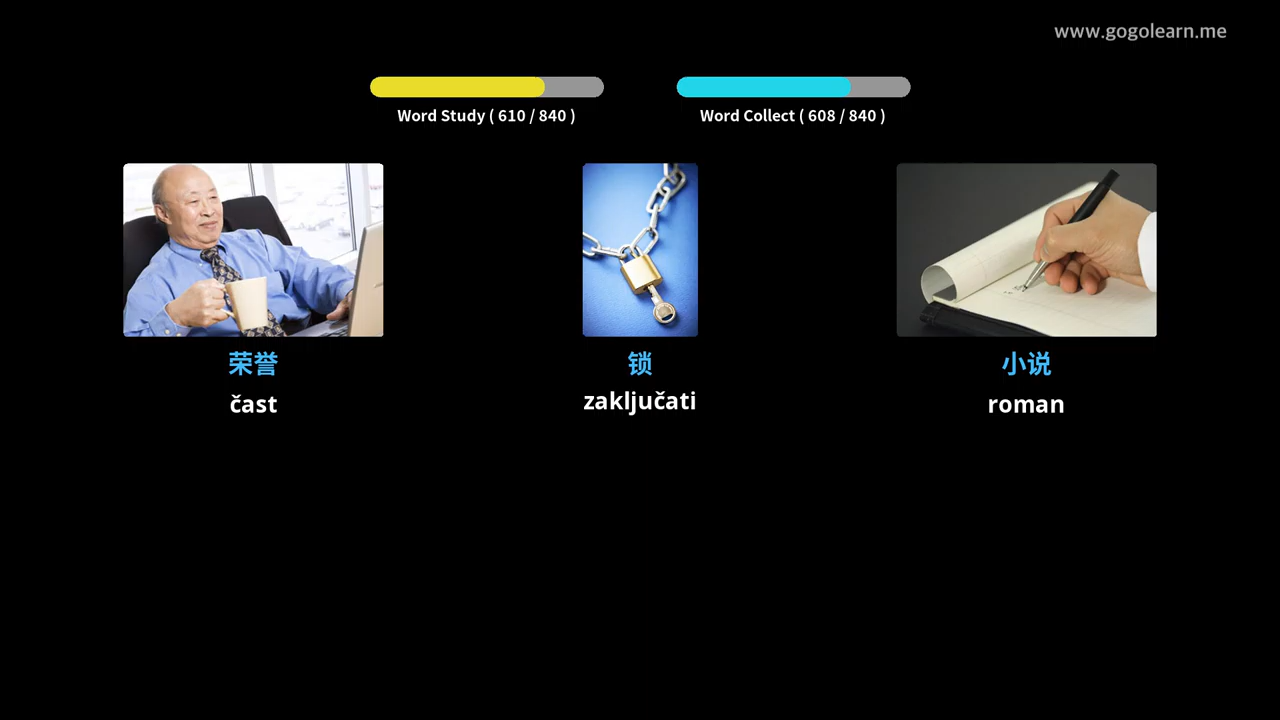 www.gogolearn.me
Word Study ( 610 / 840 )
Word Collect ( 608 / 840 )
荣誉
锁
小说
čast
zaključati
roman